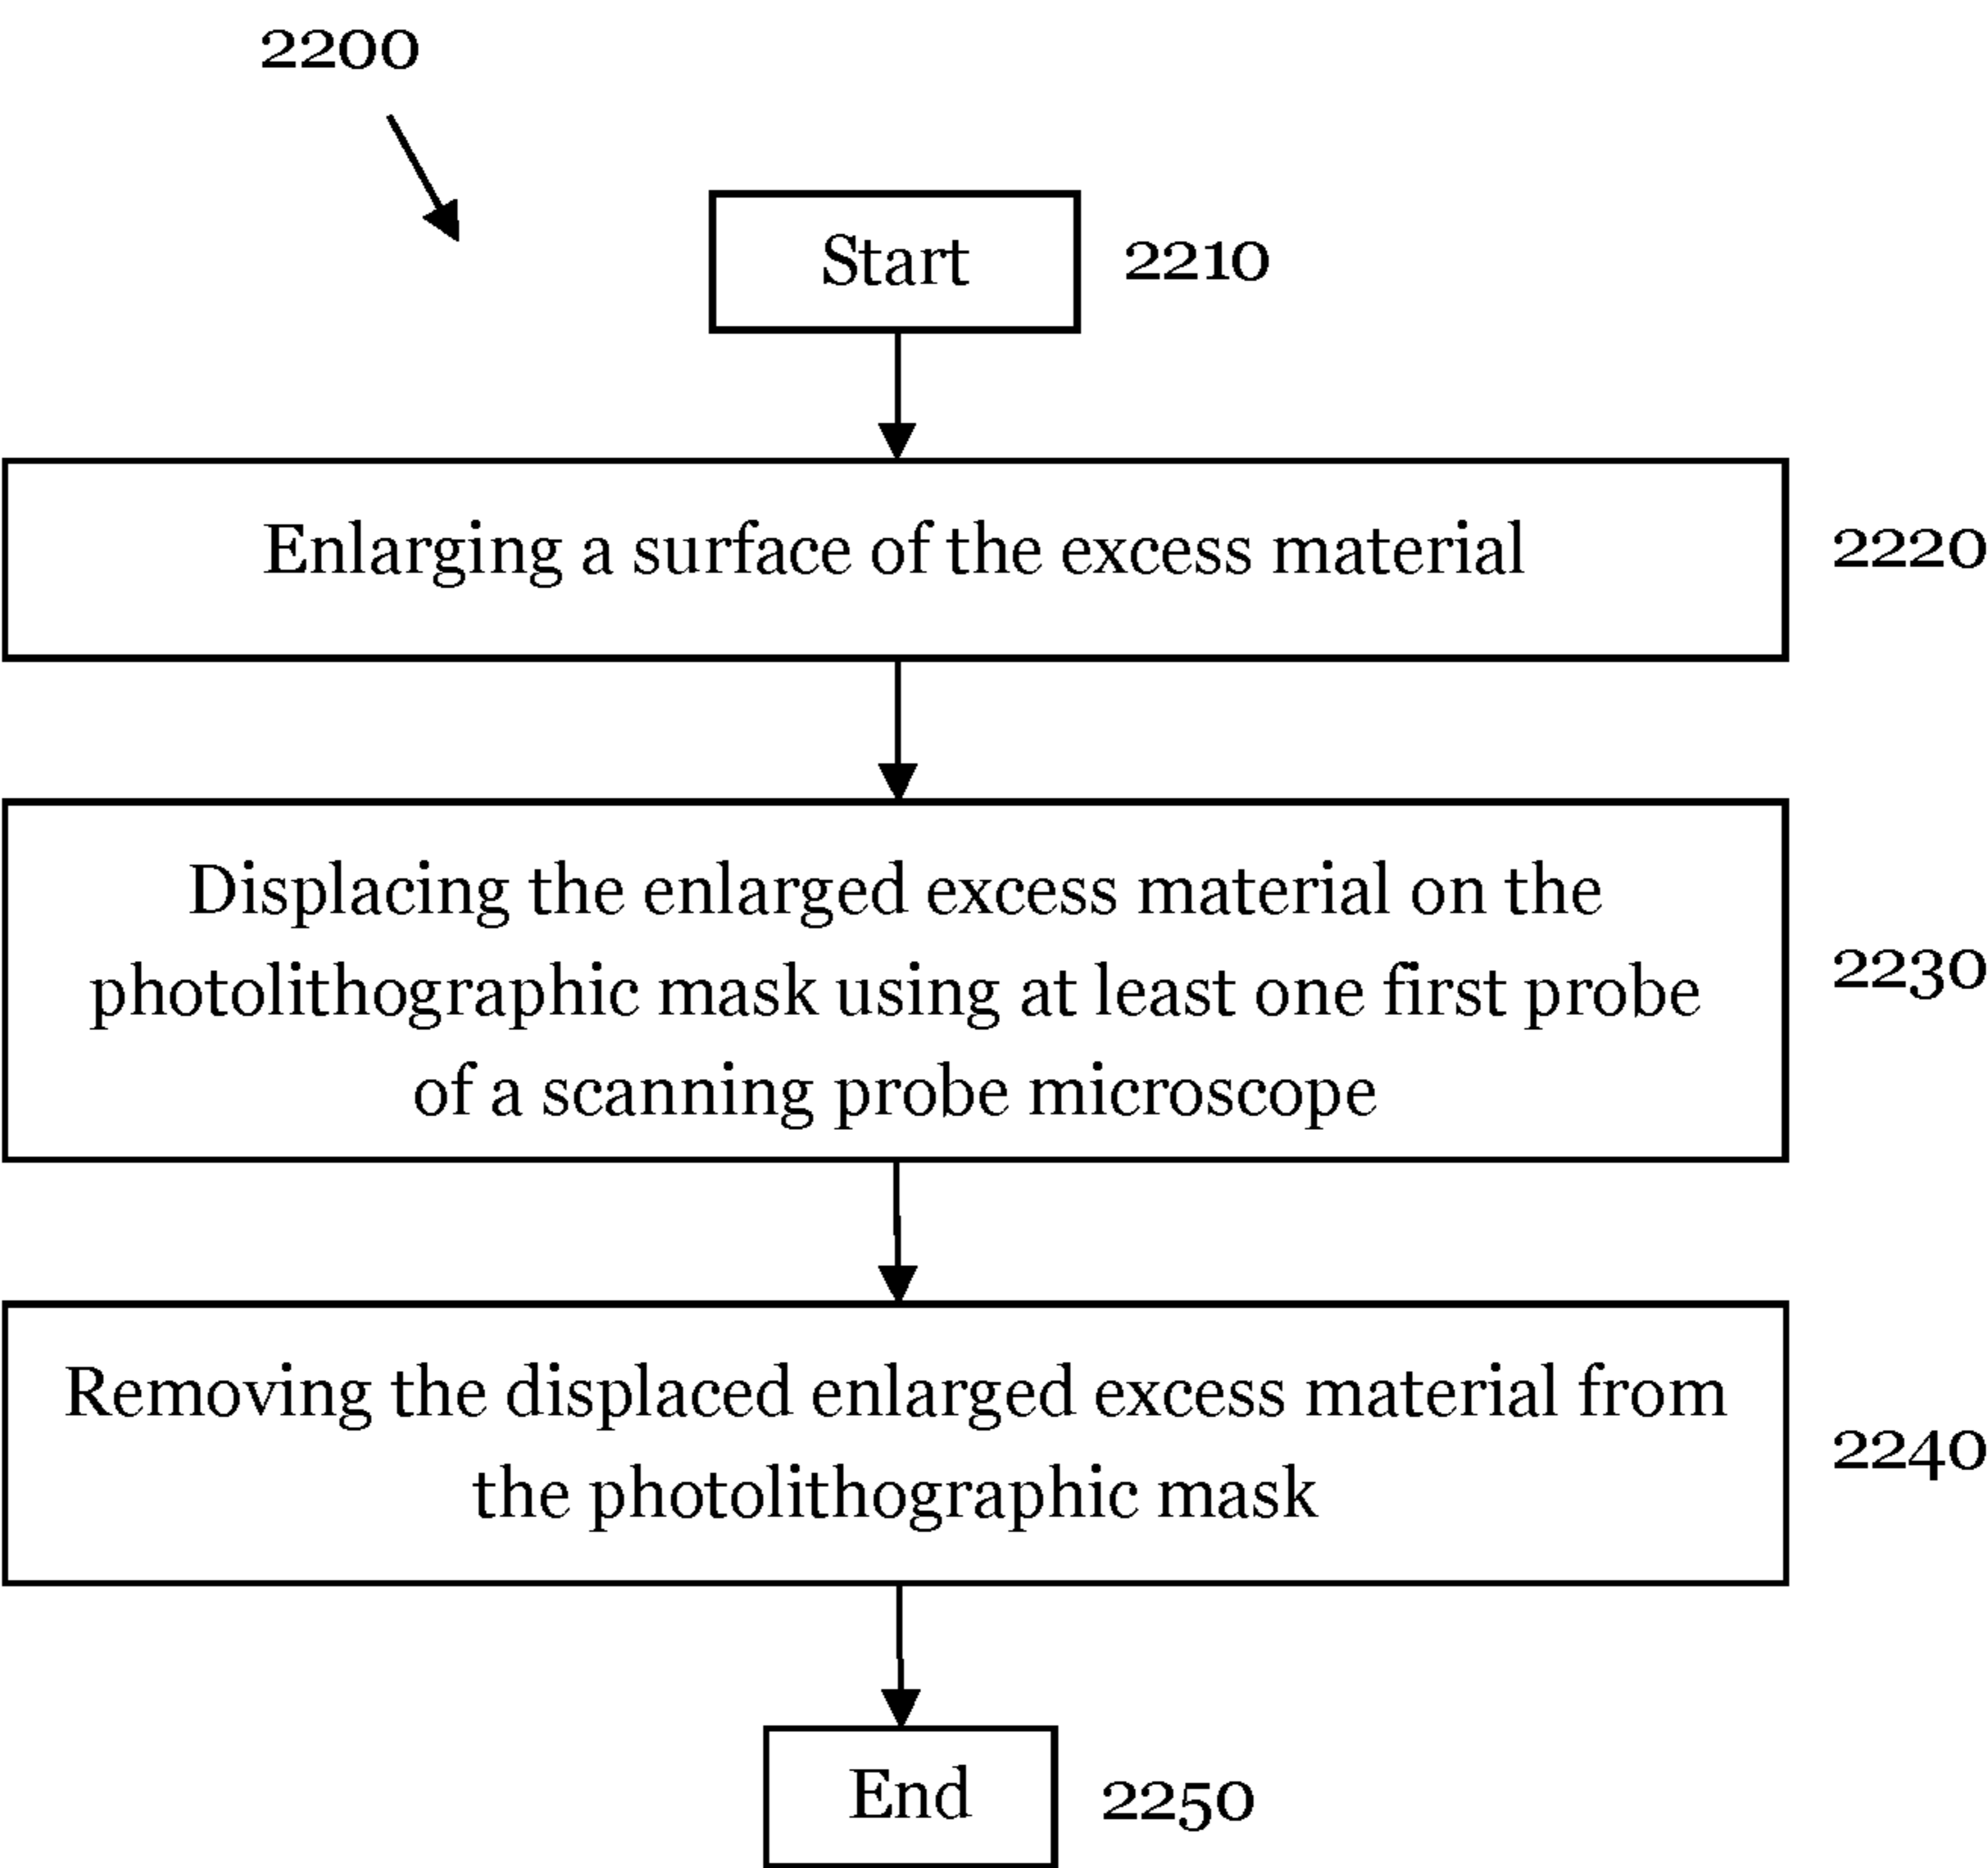 2200
Start
2210
Enlarging a surface of the excess material
2220
Displacing the enlarged excess material on the
photolithographic mask using at least one first probe
of a scanning probe microscope
2230
Removing the displaced enlarged excess material from
the photolithographic mask
2240
End
2250